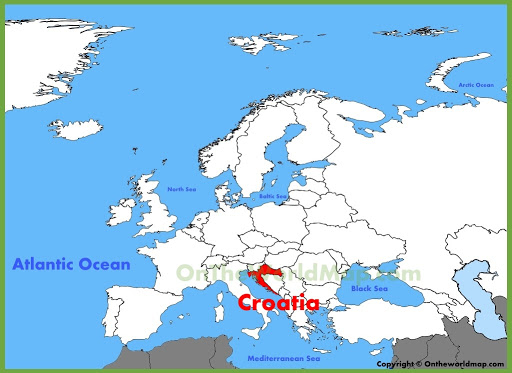 Arctic Ocean
North Sea
Baltic Sea
Atlantic Ocean
OntheWorldMap.com
Black Sea
Croatia
Mediterranean Sea
Copyright © Ontheworldmap.com